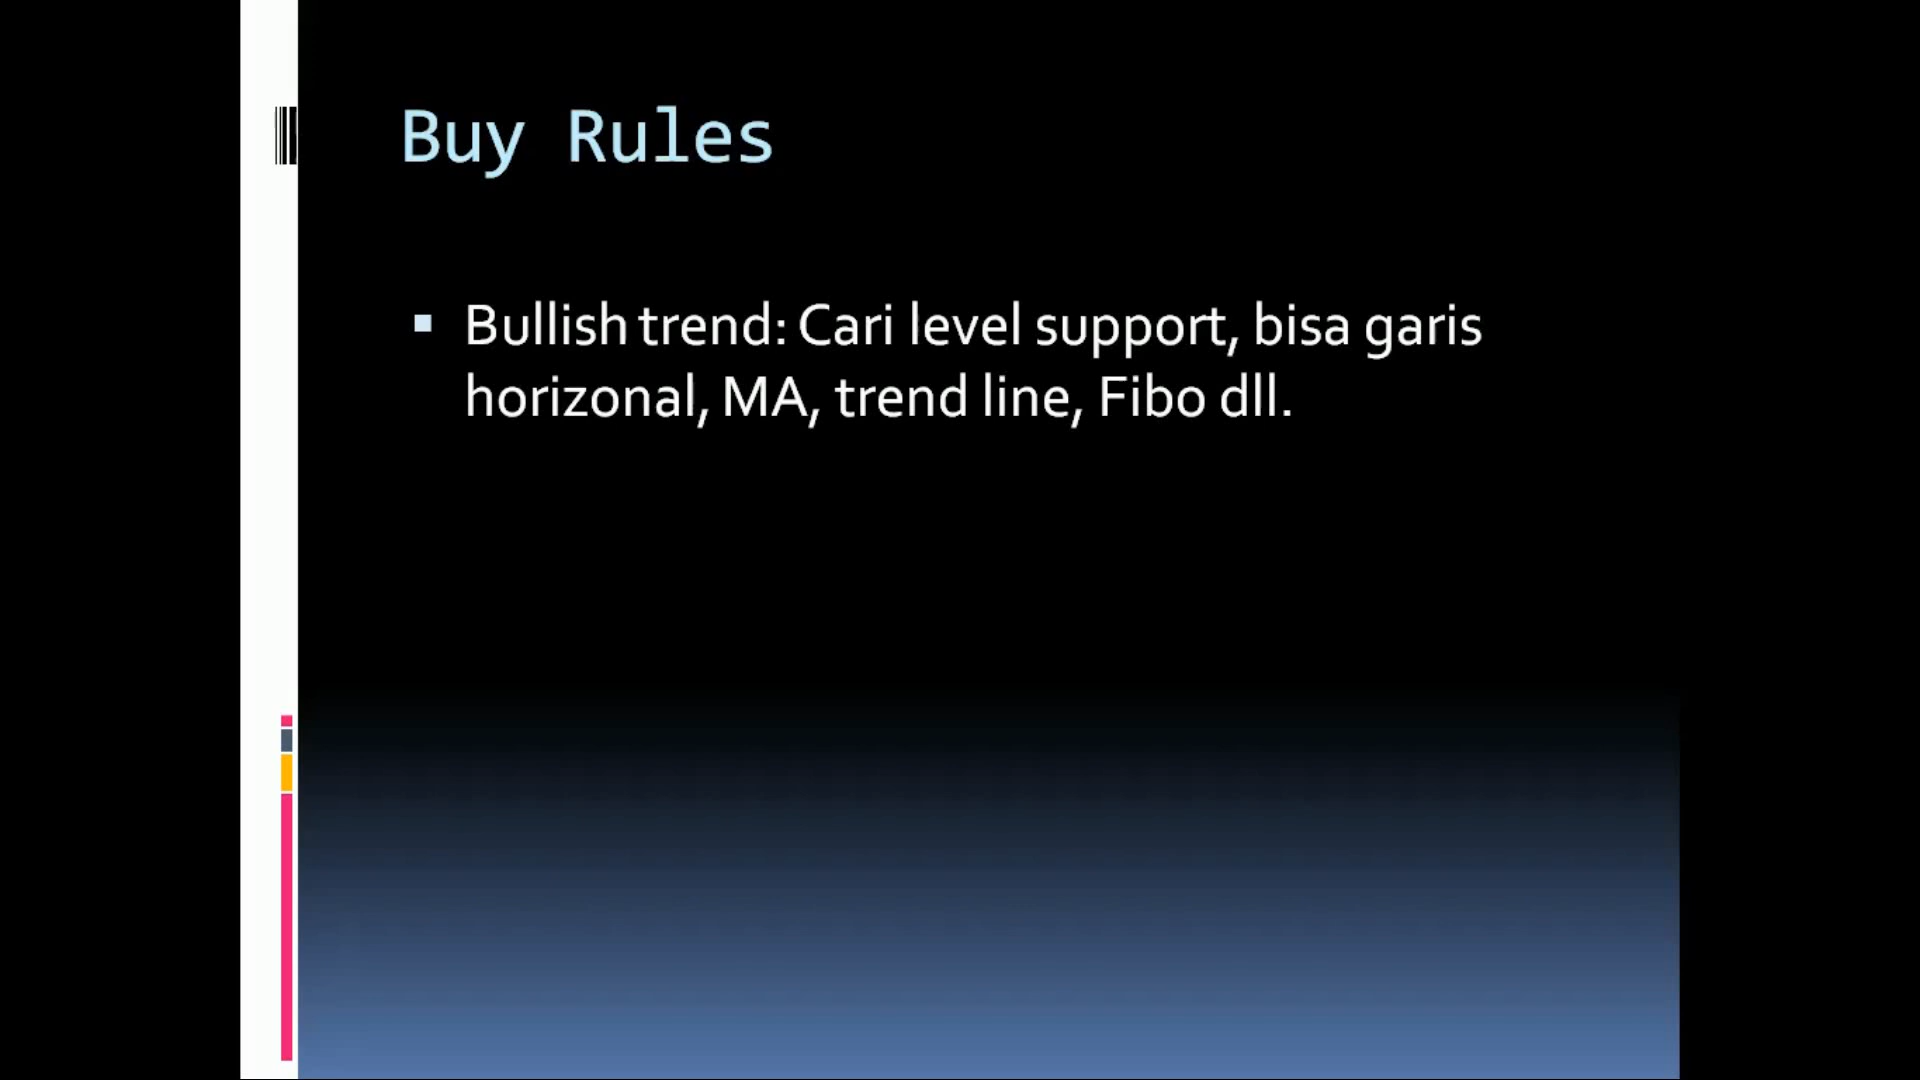 Buy Rules
Bullish trend: Cari level support, bisa garis
horizonal, MA, trend line, Fibo dll.